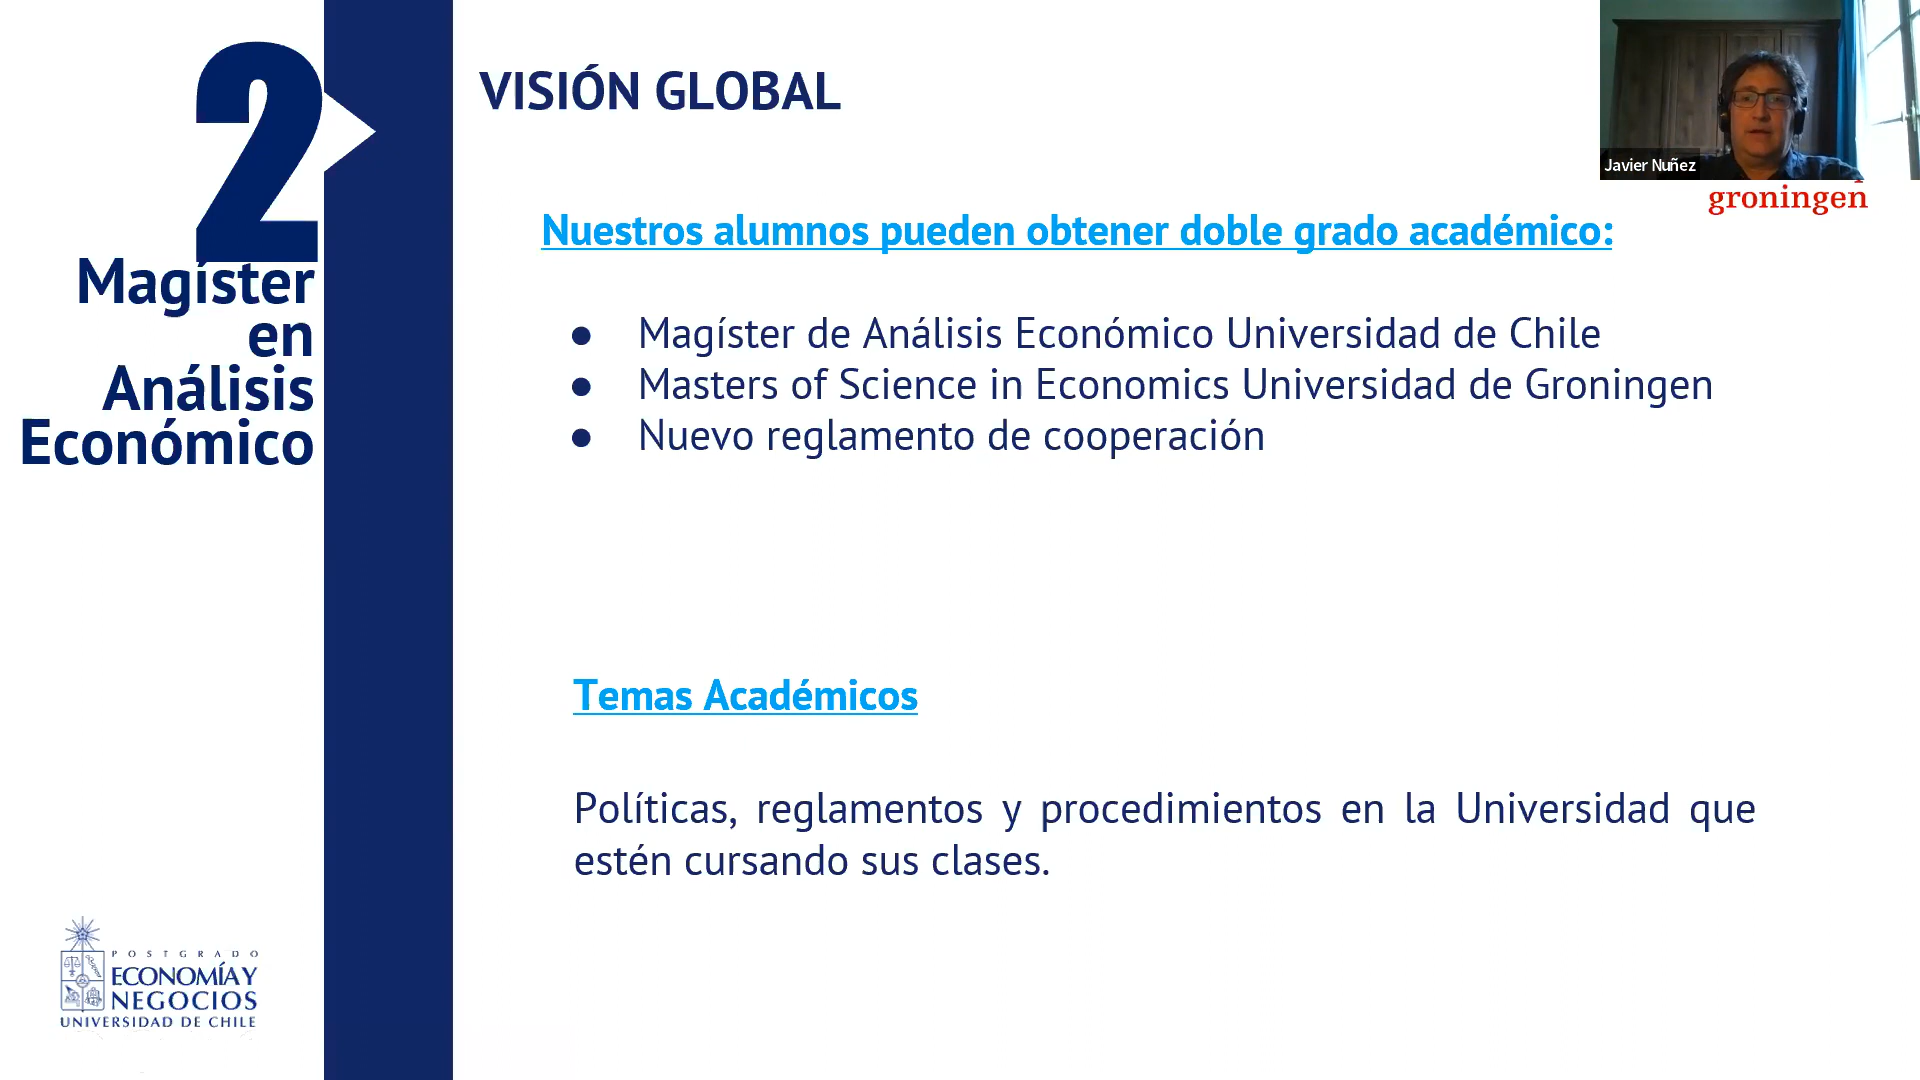 2
Magíster
en
Análisis
Económico
VISIÓN GLOBAL
Javier Nuñez
groningen
Nuestros alumnos pueden obtener doble grado académico:
● Magíster de Análisis Económico Universidad de Chile
● Masters of Science in Economics Universidad de Groningen
● Nuevo reglamento de cooperación
Temas Académicos
Políticas, reglamentos y procedimientos en la Universidad que
estén cursando sus clases.
POSTGRADO
ECONOMÍA Y
NEGOCIOS
UNIVERSIDAD DE CHILE